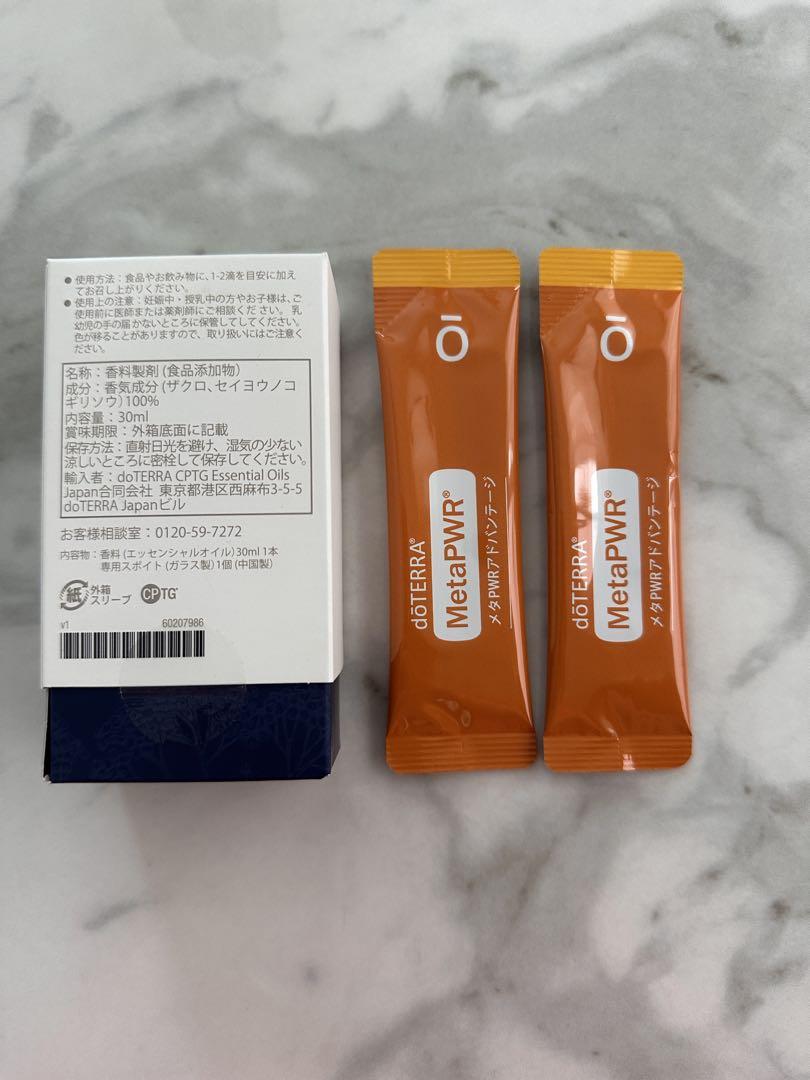 ● 使用方法：食品やお飲み物に、1-2滴を目安に加え
てお召し上がりください。
● 使用上の注意：妊娠中・授乳中の方やお子様は、ご
使用前に医師または薬剤師にご相談ください。乳
幼児の手の届かないところに保管してしてください。
色が移ることがありますので、取り扱いにはご注意く
ださい。
名称：香料製剤（食品添加物）
成分：香気成分（ザクロ、セイヨウノコ
ギリソウ）100%
内容量：30ml
賞味期限：外箱底面に記載
保存方法：直射日光を避け、湿気の少ない
涼しいところに密栓して保存してください。
輸入者：doTERRA CPTG Essential Oils
Japan合同会社 東京都港区西麻布3-5-5
doTERRA Japanビル
お客様相談室：0120-59-7272
内容物：香料（エッセンシャルオイル）30ml 1本
専用スポイト（ガラス製）1個（中国製）
紙 外箱
スリーブ
CPTG
v1 60207986
dōTERRA®
MetaPWR®
メタPWRアドバンテージ
dōTERRA®
MetaPWR®
メタPWRアドバンテージ